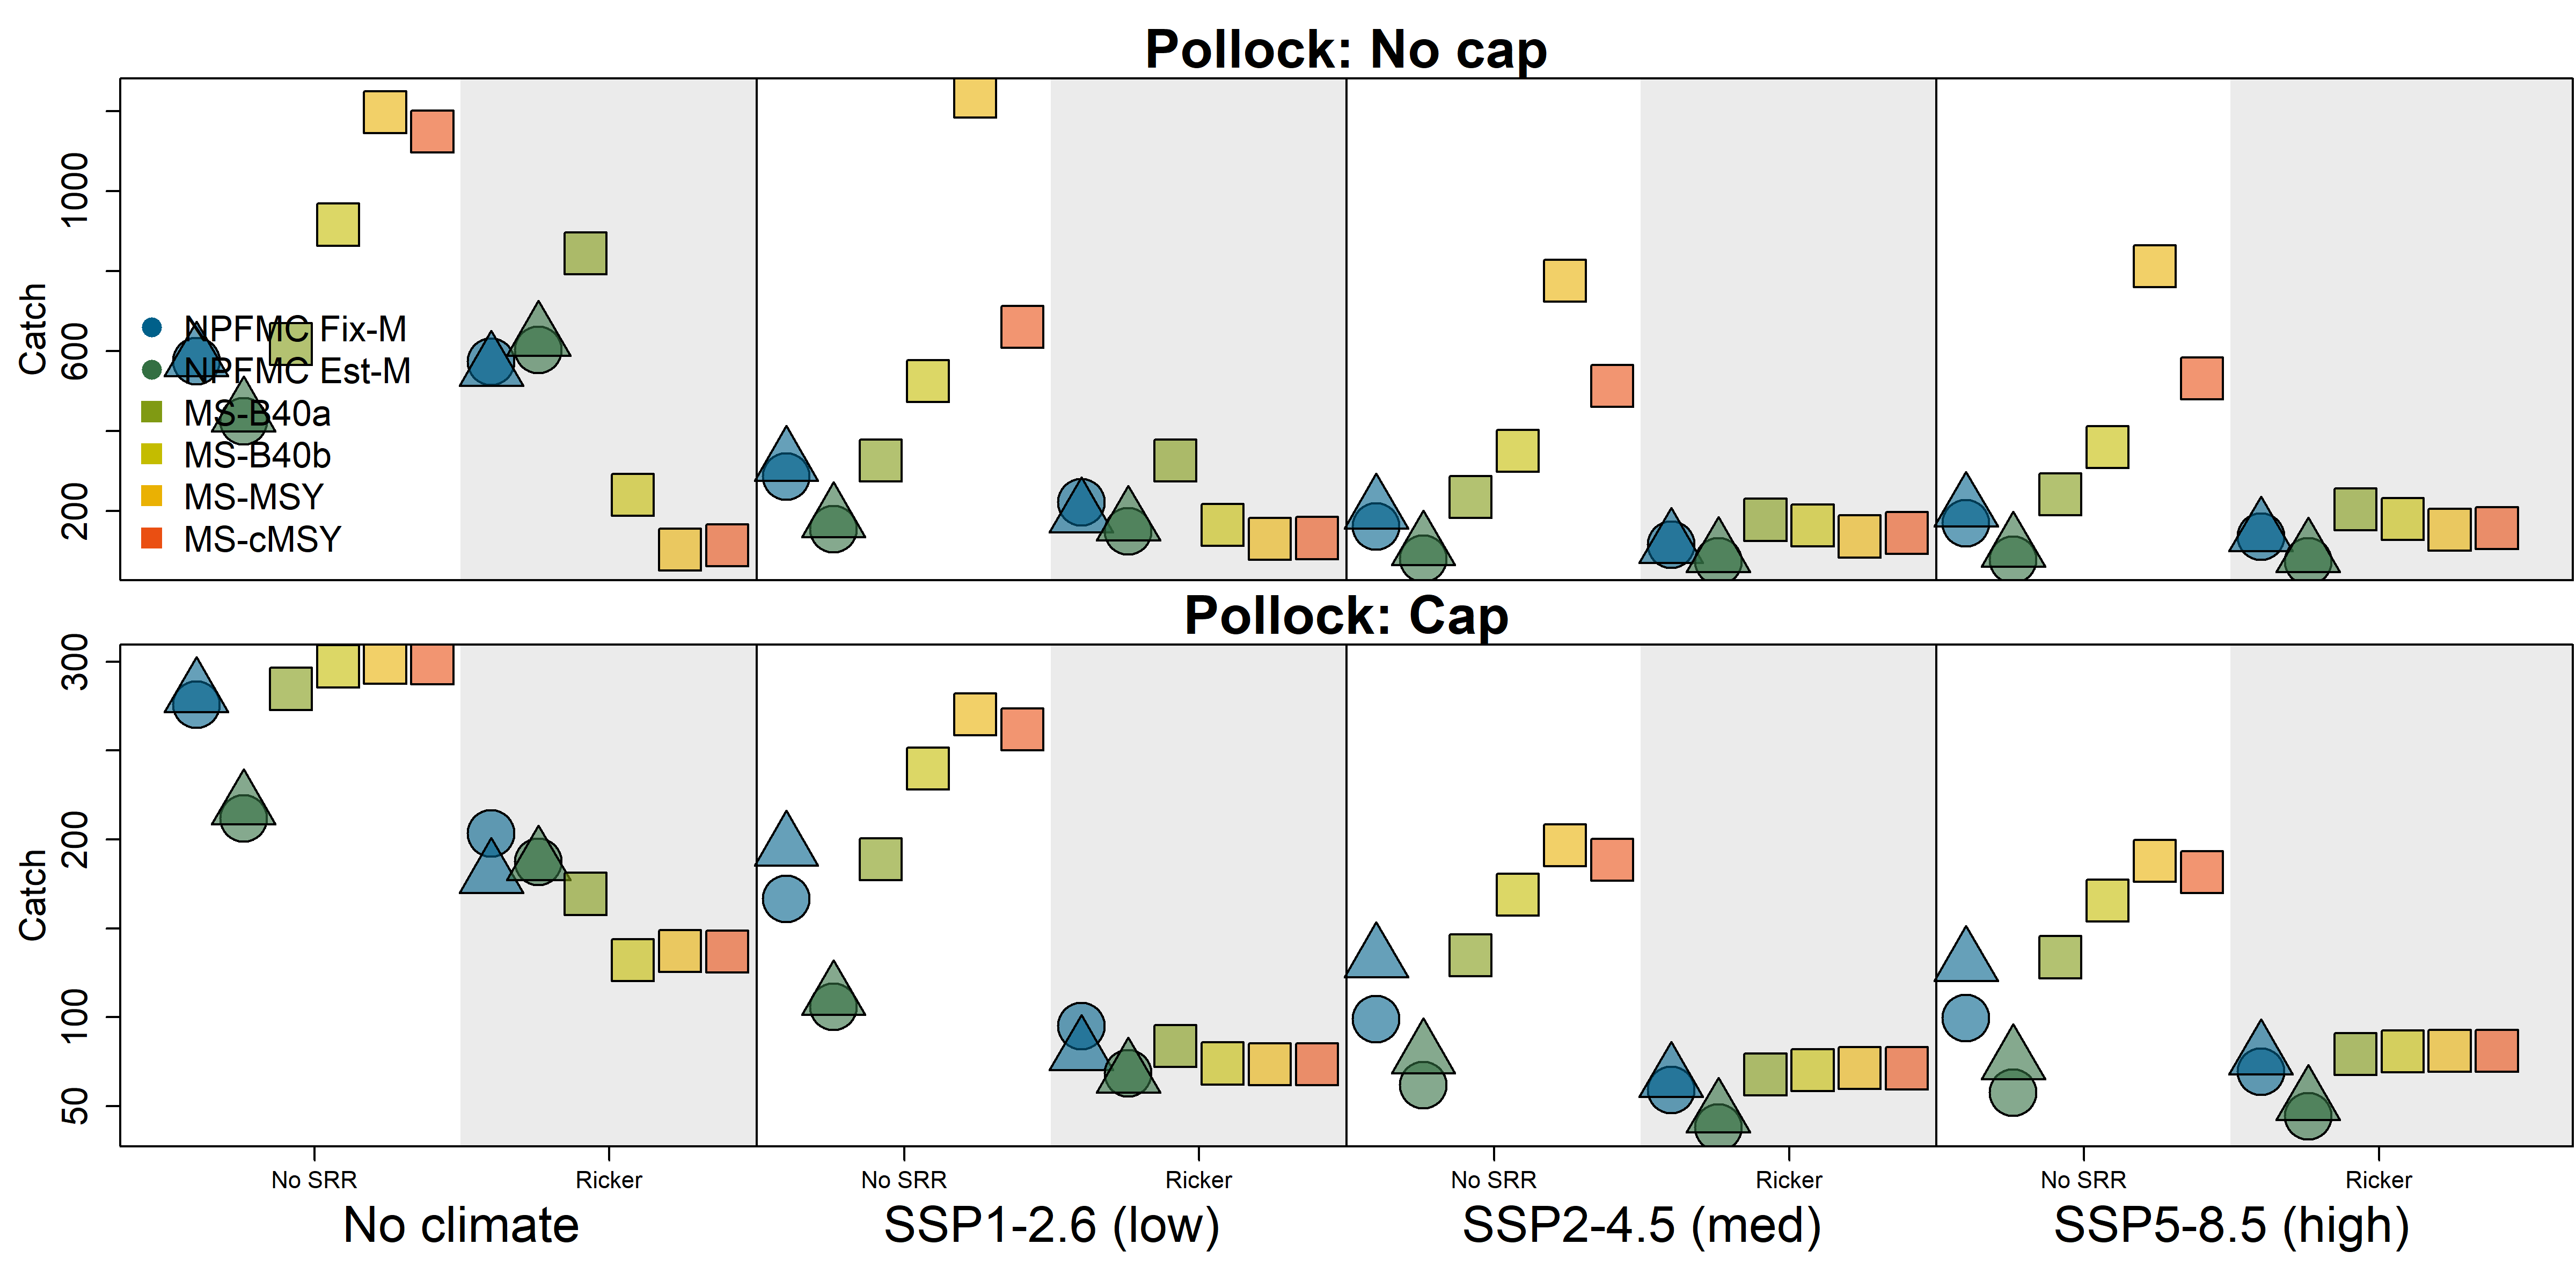 Pollock: No cap
Catch
1000
600
200
NPFMC Fix-M
NPFMC Est-M
MS-B40a
MS-B40b
MS-MSY
MS-cMSY
Pollock: Cap
Catch
300
200
100
50
No SRR Ricker No SRR Ricker No SRR Ricker No SRR Ricker
No climate SSP1-2.6 (low) SSP2-4.5 (med) SSP5-8.5 (high)